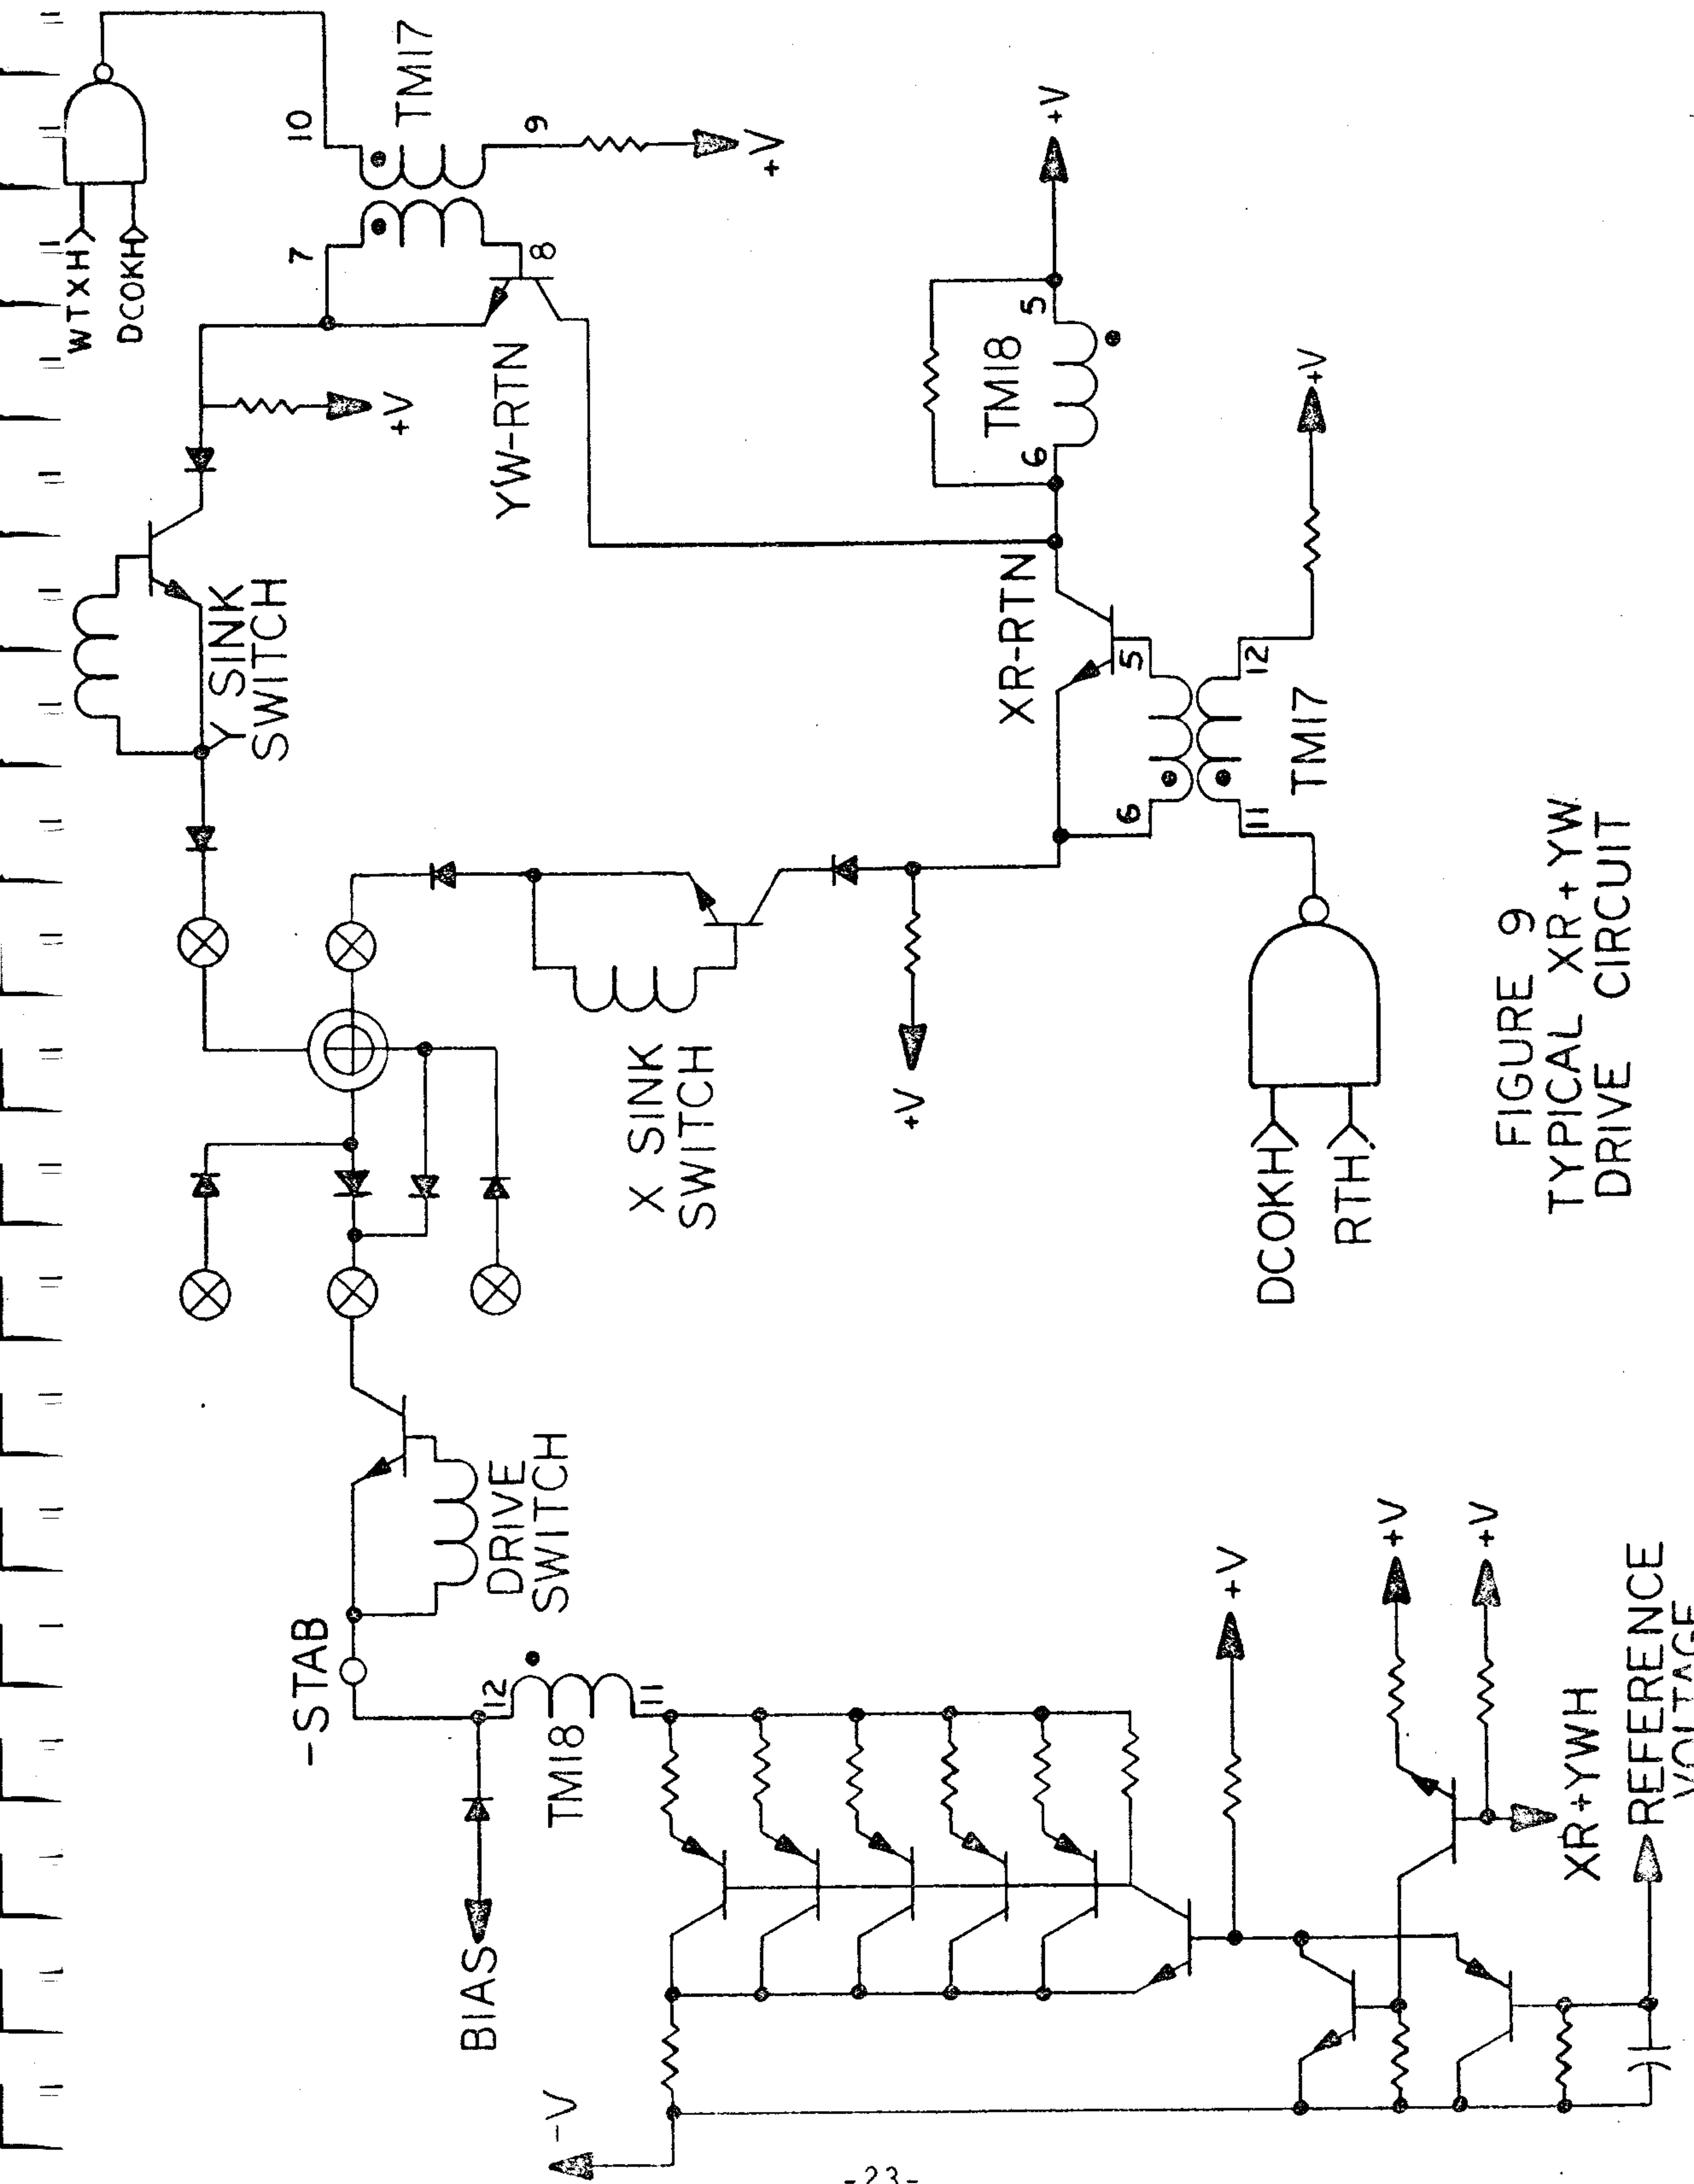 WTXH
DCOKH
10
TM17
9
+V
7
8
YW-RTN
+V
Y SINK
SWITCH
5
TM18
6
+V
XR-RTN
5
6
12
11
TM17
+V
X SINK
SWITCH
+V
DCOKH
RTH
-STAB
DRIVE
SWITCH
12
TM18
11
BIAS
-V
+V
+V
+V
XR+YWH
REFERENCE
VOLTAGE
FIGURE 9
TYPICAL XR+YW
DRIVE CIRCUIT
-23-